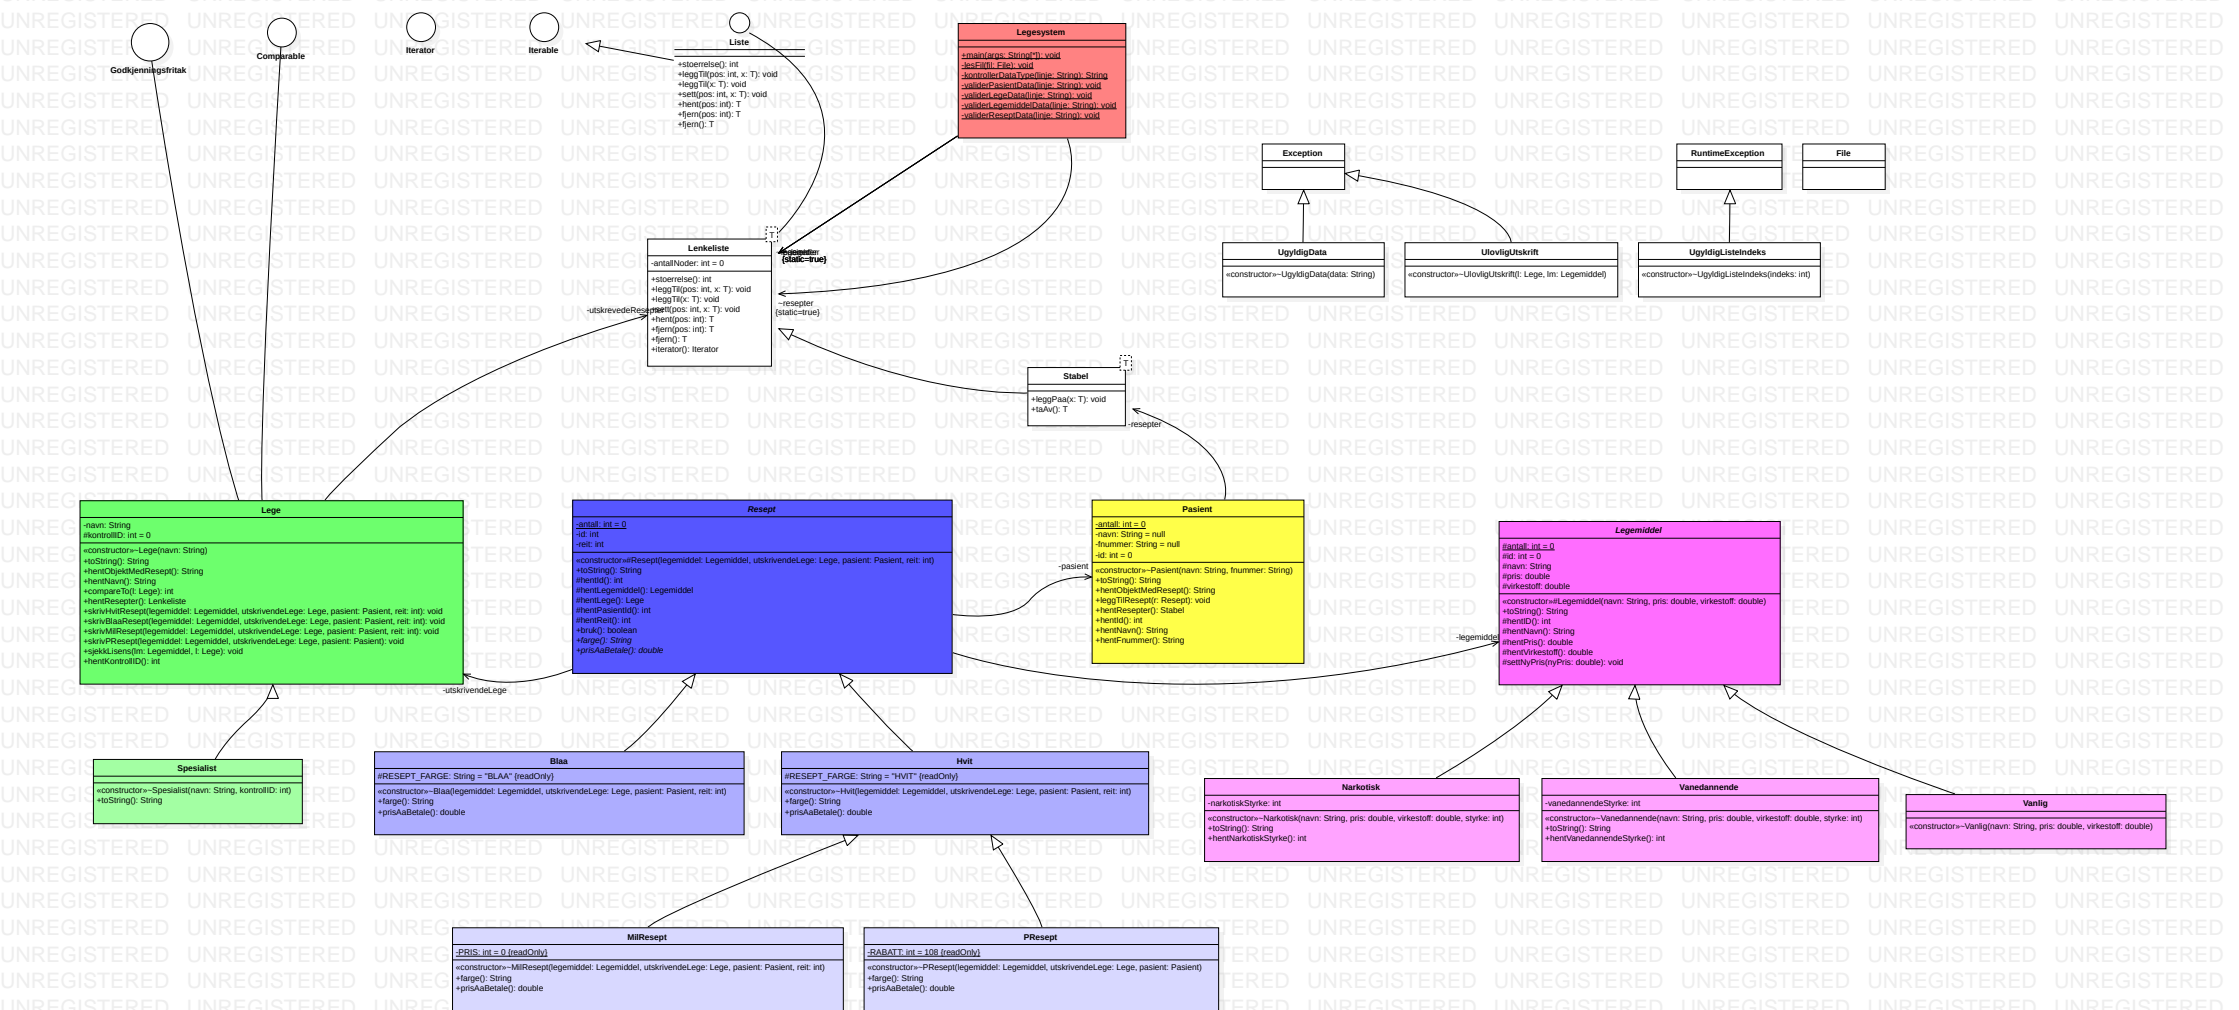 Godkjenningsfritak
Comparable
Iterator
Iterable
Liste
+stoerrelse(): int
+leggTil(pos: int, x: T): void
+leggTil(x: T): void
+sett(pos: int, x: T): void
+hent(pos: int): T
+fjern(pos: int): T
+fjern(): T
Legesystem
+main(args: String[*]): void
-lesFil(fil: File): void
-kontrollerDataType(linje: String): String
-validerPasientData(linje: String): void
-validerLegeData(linje: String): void
-validerLegemiddelData(linje: String): void
-validerReseptData(linje: String): void
Exception
RuntimeException
File
UgyldigData
«constructor»~UgyldigData(data: String)
UlovligUtskrift
«constructor»~UlovligUtskrift(l: Lege, lm: Legemiddel)
UgyldigListeIndeks
«constructor»~UgyldigListeIndeks(indeks: int)
T
Lenkeliste
-antallNoder: int = 0
+stoerrelse(): int
+leggTil(pos: int, x: T): void
+leggTil(x: T): void
+sett(pos: int, x: T): void
+hent(pos: int): T
+fjern(pos: int): T
+fjern(): T
+iterator(): Iterator
{static=true}
~resepter
{static=true}
-utskrevedeResepter
T
Stabel
+leggPaa(x: T): void
+taAv(): T
-resepter
Lege
-navn: String
#kontrollID: int = 0
«constructor»~Lege(navn: String)
+toString(): String
+hentObjektMedResept(): String
+hentNavn(): String
+compareTo(l: Lege): int
+hentResepter(): Lenkeliste
+skrivHvitResept(legemiddel: Legemiddel, utskrivendeLege: Lege, pasient: Pasient, reit: int): void
+skrivBlaaResept(legemiddel: Legemiddel, utskrivendeLege: Lege, pasient: Pasient, reit: int): void
+skrivMilResept(legemiddel: Legemiddel, utskrivendeLege: Lege, pasient: Pasient, reit: int): void
+skrivPResept(legemiddel: Legemiddel, utskrivendeLege: Lege, pasient: Pasient): void
+sjekkLisens(lm: Legemiddel, l: Lege): void
+hentKontrollID(): int
Resept
-antall: int = 0
-id: int
-reit: int
«constructor»#Resept(legemiddel: Legemiddel, utskrivendeLege: Lege, pasient: Pasient, reit: int)
+toString(): String
#hentId(): int
#hentLegemiddel(): Legemiddel
#hentLege(): Lege
#hentPasientId(): int
#hentReit(): int
+bruk(): boolean
+farge(): String
+prisAaBetale(): double
-pasient
-legemiddel
-utskrivendeLege
Pasient
-antall: int = 0
-navn: String = null
-fnummer: String = null
-id: int = 0
«constructor»~Pasient(navn: String, fnummer: String)
+toString(): String
+hentObjektMedResept(): String
+leggTilResept(r: Resept): void
+hentResepter(): Stabel
+hentId(): int
+hentNavn(): String
+hentFnummer(): String
Legemiddel
#antall: int = 0
#id: int = 0
#navn: String
#pris: double
#virkestoff: double
«constructor»#Legemiddel(navn: String, pris: double, virkestoff: double)
+toString(): String
#hentID(): int
#hentNavn(): String
#hentPris(): double
#hentVirkestoff(): double
#settNyPris(nyPris: double): void
Spesialist
«constructor»~Spesialist(navn: String, kontrollID: int)
+toString(): String
Blaa
#RESEPT_FARGE: String = "BLAA" {readOnly}
«constructor»~Blaa(legemiddel: Legemiddel, utskrivendeLege: Lege, pasient: Pasient, reit: int)
+farge(): String
+prisAaBetale(): double
Hvit
#RESEPT_FARGE: String = "HVIT" {readOnly}
«constructor»~Hvit(legemiddel: Legemiddel, utskrivendeLege: Lege, pasient: Pasient, reit: int)
+farge(): String
+prisAaBetale(): double
Narkotisk
-narkotiskStyrke: int
«constructor»~Narkotisk(navn: String, pris: double, virkestoff: double, styrke: int)
+toString(): String
+hentNarkotiskStyrke(): int
Vanedannende
-vanedannendeStyrke: int
«constructor»~Vanedannende(navn: String, pris: double, virkestoff: double, styrke: int)
+toString(): String
+hentVanedannendeStyrke(): int
Vanlig
«constructor»~Vanlig(navn: String, pris: double, virkestoff: double)
MilResept
-PRIS: int = 0 {readOnly}
«constructor»~MilResept(legemiddel: Legemiddel, utskrivendeLege: Lege, pasient: Pasient, reit: int)
+farge(): String
+prisAaBetale(): double
PResept
-RABATT: int = 108 {readOnly}
«constructor»~PResept(legemiddel: Legemiddel, utskrivendeLege: Lege, pasient: Pasient)
+farge(): String
+prisAaBetale(): double
UNREGISTERED